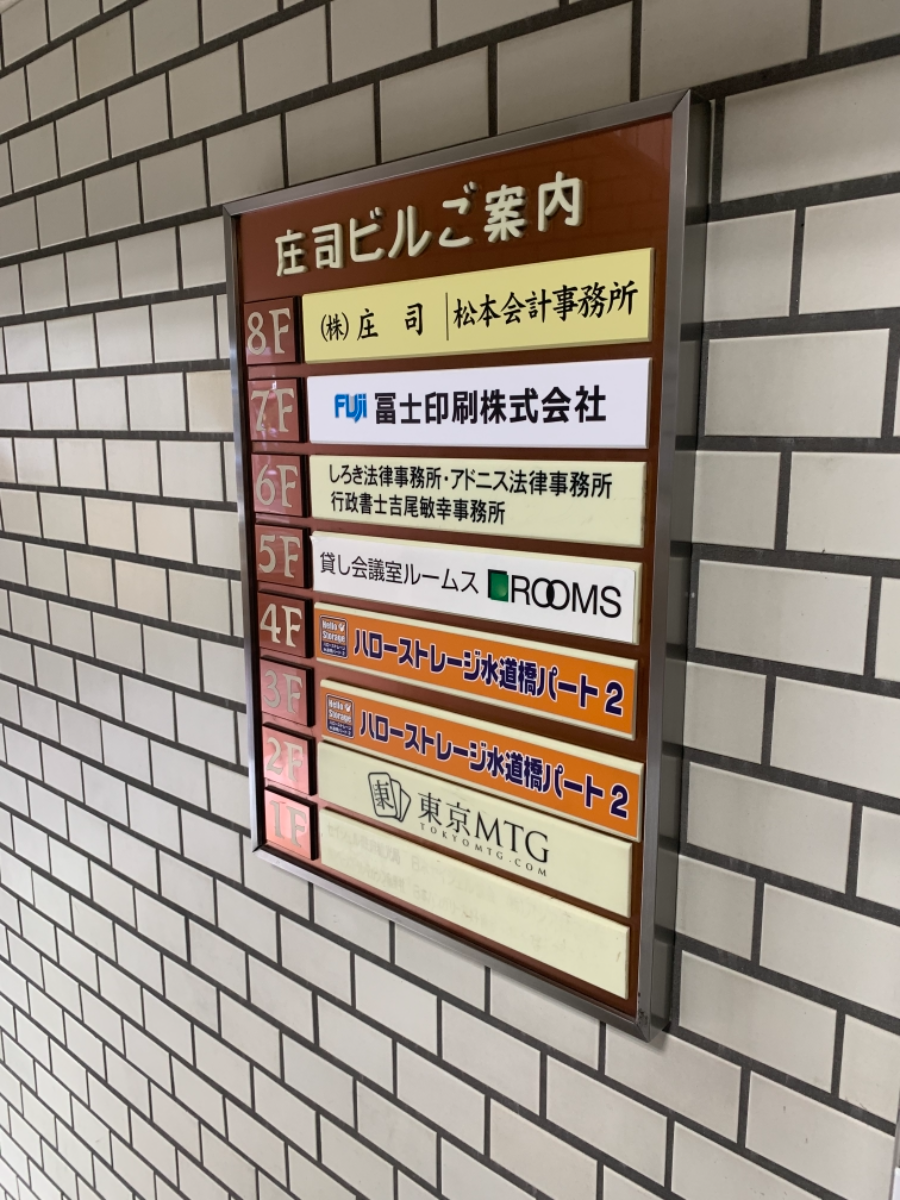 庄司ビルご案内
8F
(株) 庄 司 松本会計事務所
7F
FUji 冨士印刷株式会社
6F
しろき法律事務所・アドニス法律事務所
行政書士吉尾敏幸事務所
5F
貸し会議室ルームス ROOMS
4F
Hello Storage
ハローストレージ水道橋パート2
3F
Hello Storage
ハローストレージ水道橋パート2
2F
東 東京MTG
TOKYOMTG.COM
1F